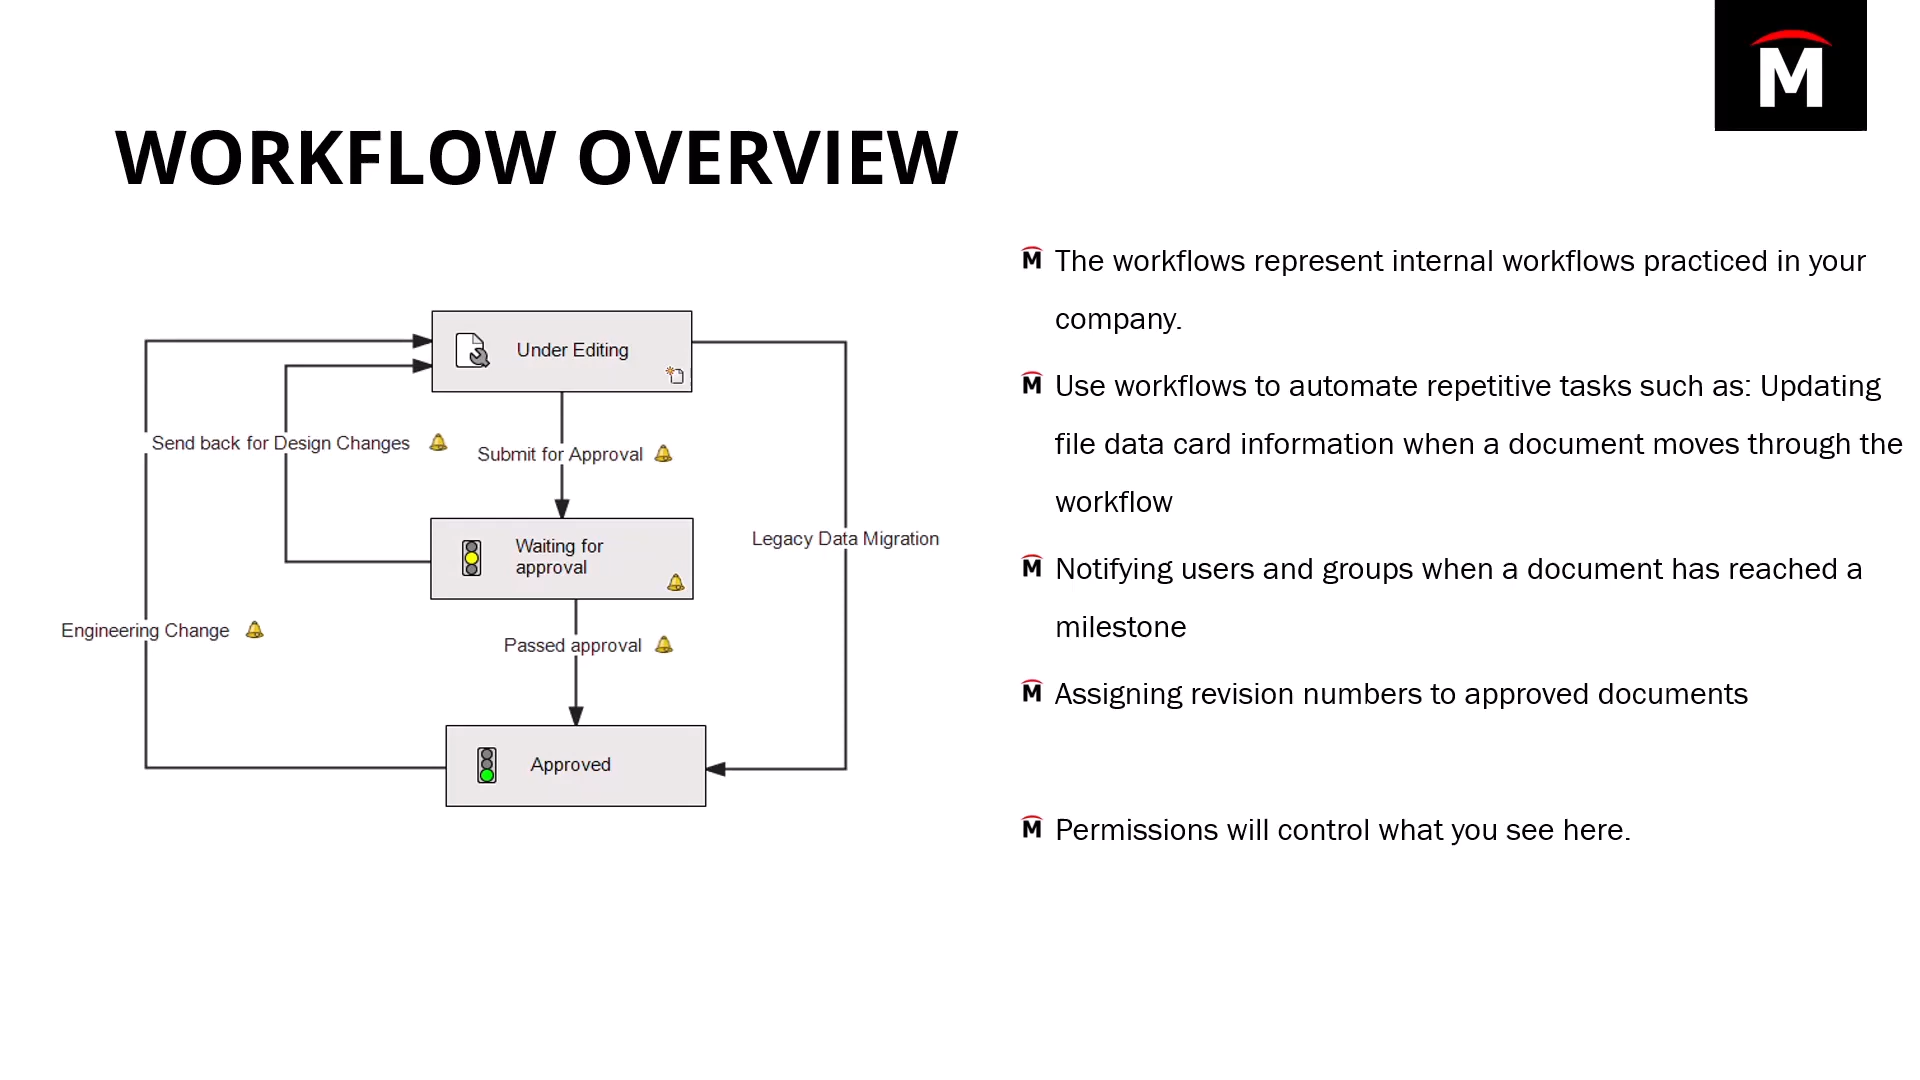 M
WORKFLOW OVERVIEW
Under Editing
Send back for Design Changes
Submit for Approval
Waiting for
approval
Legacy Data Migration
Engineering Change
Passed approval
Approved
M The workflows represent internal workflows practiced in your
company.
M Use workflows to automate repetitive tasks such as: Updating
file data card information when a document moves through the
workflow
M Notifying users and groups when a document has reached a
milestone
M Assigning revision numbers to approved documents
M Permissions will control what you see here.